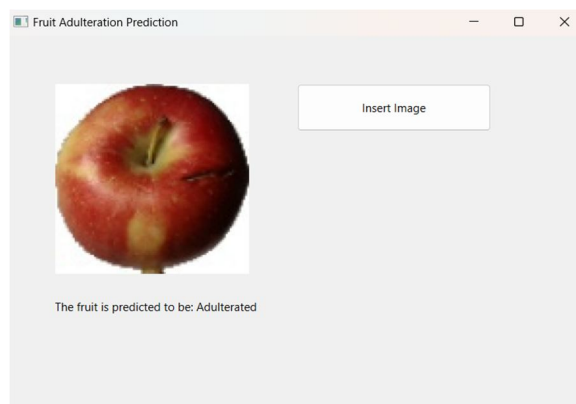 Fruit Adulteration Prediction
Insert Image
The fruit is predicted to be: Adulterated